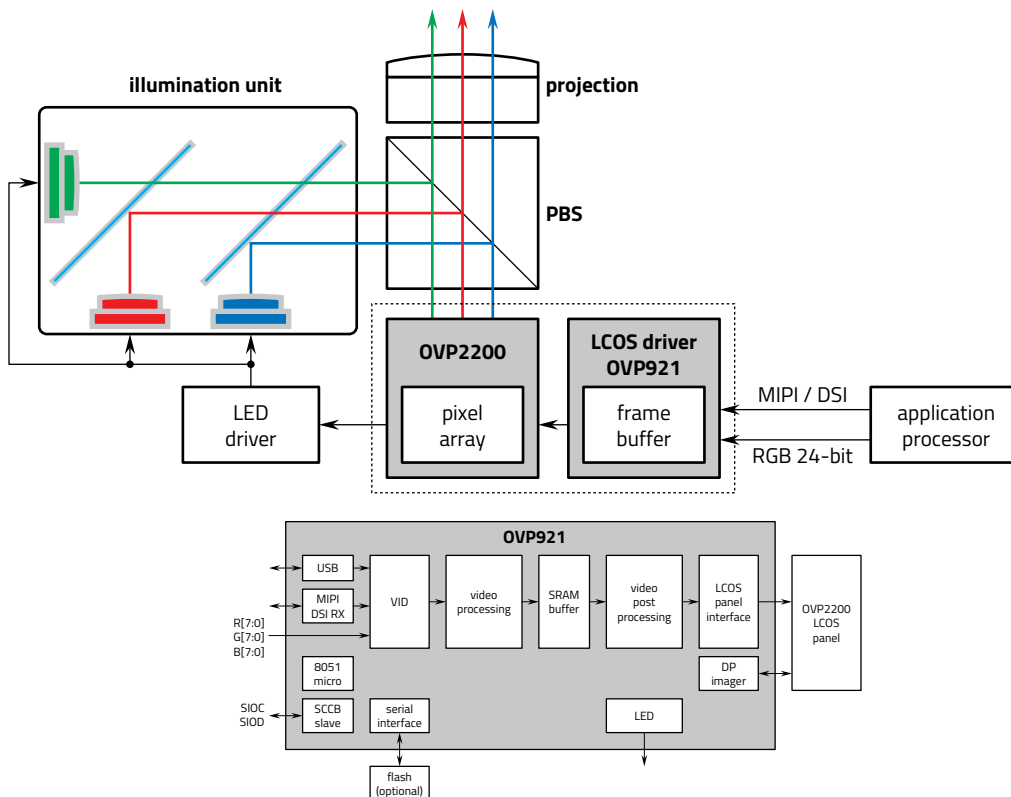 illumination unit
projection
PBS
OVP2200
pixel
array
LCOS driver
OVP921
frame
buffer
LED
driver
MIPI / DSI
RGB 24-bit
application
processor
OVP921
USB
MIPI
DSI RX
R[7:0]
G[7:0]
B[7:0]
VID
video
processing
SRAM
buffer
video
post
processing
LCOS
panel
interface
OVP2200
LCOS
panel
8051
micro
DP
imager
SIOC
SIOD
SCCB
slave
serial
interface
LED
flash
(optional)